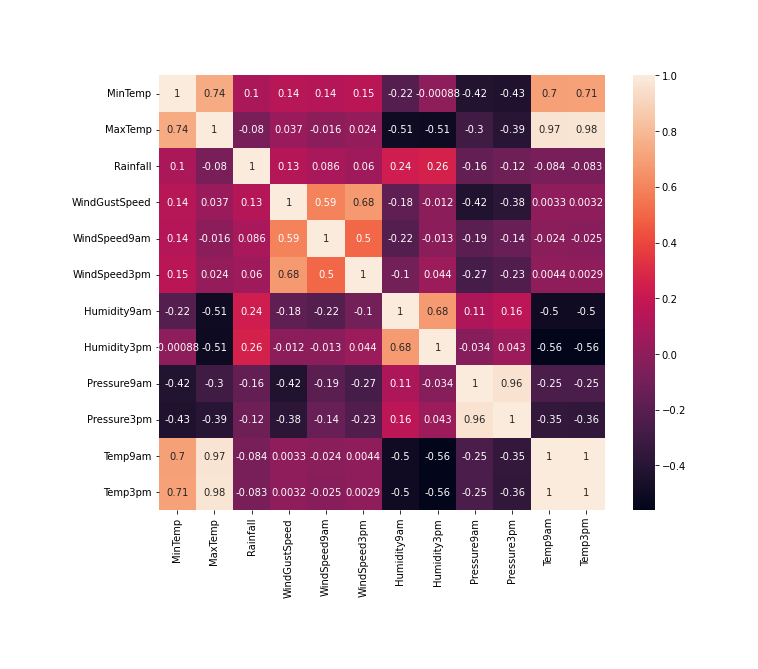 MinTemp 1 0.74 0.1 0.14 0.14 0.15 -0.22 -0.00088 -0.42 -0.43 0.7 0.71
MaxTemp 0.74 1 -0.08 0.037 -0.016 0.024 -0.51 -0.51 -0.3 -0.39 0.97 0.98
Rainfall 0.1 -0.08 1 0.13 0.086 0.06 0.24 0.26 -0.16 -0.12 -0.084 -0.083
WindGustSpeed 0.14 0.037 0.13 1 0.59 0.68 -0.18 -0.012 -0.42 -0.38 0.0033 0.0032
WindSpeed9am 0.14 -0.016 0.086 0.59 1 0.5 -0.22 -0.013 -0.19 -0.14 -0.024 -0.025
WindSpeed3pm 0.15 0.024 0.06 0.68 0.5 1 -0.1 0.044 -0.27 -0.23 0.0044 0.0029
Humidity9am -0.22 -0.51 0.24 -0.18 -0.22 -0.1 1 0.68 0.11 0.16 -0.5 -0.5
Humidity3pm -0.00088 -0.51 0.26 -0.012 -0.013 0.044 0.68 1 -0.034 0.043 -0.56 -0.56
Pressure9am -0.42 -0.3 -0.16 -0.42 -0.19 -0.27 0.11 -0.034 1 0.96 -0.25 -0.25
Pressure3pm -0.43 -0.39 -0.12 -0.38 -0.14 -0.23 0.16 0.043 0.96 1 -0.35 -0.36
Temp9am 0.7 0.97 -0.084 0.0033 -0.024 0.0044 -0.5 -0.56 -0.25 -0.35 1 1
Temp3pm 0.71 0.98 -0.083 0.0032 -0.025 0.0029 -0.5 -0.56 -0.25 -0.36 1 1
MinTemp MaxTemp Rainfall WindGustSpeed WindSpeed9am WindSpeed3pm Humidity9am Humidity3pm Pressure9am Pressure3pm Temp9am Temp3pm
1.0
0.8
0.6
0.4
0.2
0.0
−0.2
−0.4